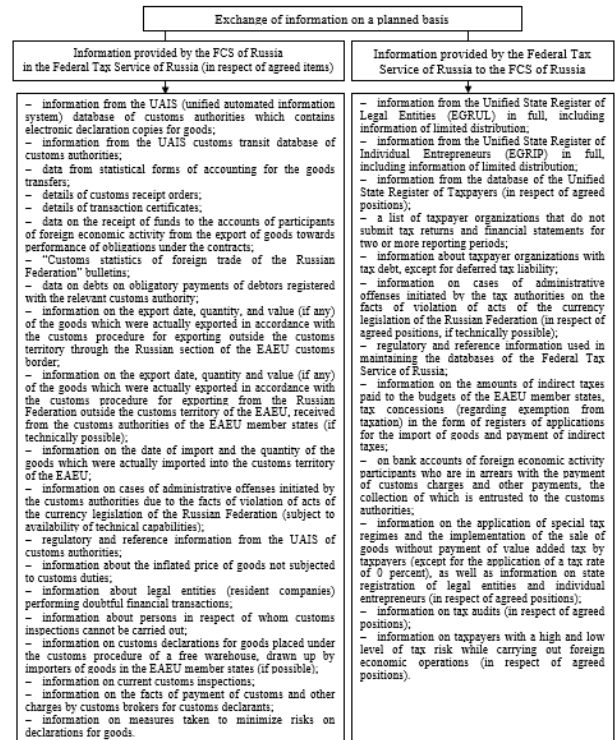 Exchange of information on a planned basis
Information provided by the FCS of Russia
in the Federal Tax Service of Russia (in respect of agreed items)
– information from the UAIS (unified automated information
system) database of customs authorities which contains
electronic declaration copies for goods;
– information from the UAIS customs transit database of
customs authorities;
– data from statistical forms of accounting for the goods
transfers;
– details of customs receipt orders;
– details of transaction certificates;
– data on the receipt of funds to the accounts of participants
of foreign economic activity from the export of goods towards
performance of obligations under the contracts;
– "Customs statistics of foreign trade of the Russian
Federation" bulletins;
– data on debts on obligatory payments of debtors registered
with the relevant customs authority;
– information on the export date, quantity, and value (if any)
of the goods which were actually exported in accordance with
the customs procedure for exporting outside the customs
territory through the Russian section of the EAEU customs
border;
– information on the export date, quantity and value (if any)
of the goods which were actually exported in accordance with
the customs procedure for exporting from the Russian
Federation outside the customs territory of the EAEU, received
from the customs authorities of the EAEU member states (if
technically possible);
– information on the date of import and the quantity of the
goods which were actually imported into the customs territory
of the EAEU;
– information on cases of administrative offenses initiated by
the customs authorities due to the facts of violation of acts of
the currency legislation of the Russian Federation (subject to
availability of technical capabilities);
– regulatory and reference information from the UAIS of
customs authorities;
– information about the inflated price of goods not subjected
to customs duties;
– information about legal entities (resident companies)
performing doubtful financial transactions;
– information about persons in respect of whom customs
inspections cannot be carried out;
– information on customs declarations for goods placed under
the customs procedure of a free warehouse, drawn up by
importers of goods in the EAEU member states (if possible);
– information on current customs inspections;
– information on the facts of payment of customs and other
charges by customs brokers for customs declarants;
– information on measures taken to minimize risks on
declarations for goods.
Information provided by the Federal Tax
Service of Russia to the FCS of Russia
– information from the Unified State Register of
Legal Entities (EGRUL) in full, including
information of limited distribution;
– information from the Unified State Register of
Individual Entrepreneurs (EGRIP) in full,
including information of limited distribution;
– information from the database of the Unified
State Register of Taxpayers (in respect of agreed
positions);
– a list of taxpayer organizations that do not
submit tax returns and financial statements for
two or more reporting periods;
– information about taxpayer organizations with
tax debt, except for deferred tax liability;
– information on cases of administrative
offenses initiated by the tax authorities on the
facts of violation of acts of the currency
legislation of the Russian Federation (in respect of
agreed positions, if technically possible);
– regulatory and reference information used in
maintaining the databases of the Federal Tax
Service of Russia;
– information on the amounts of indirect taxes
paid to the budgets of the EAEU member states,
tax concessions (regarding exemption from
taxation) in the form of registers of applications
for the import of goods and payment of indirect
taxes;
– on bank accounts of foreign economic activity
participants who are in arrears with the payment
of customs charges and other payments, the
collection of which is entrusted to the customs
authorities;
– information on the application of special tax
regimes and the implementation of the sale of
goods without payment of value added tax by
taxpayers (except for the application of a tax rate
of 0 percent), as well as information on state
registration of legal entities and individual
entrepreneurs (in respect of agreed positions);
– information on tax audits (in respect of agreed
positions);
– information on taxpayers with a high and low
level of tax risk while carrying out foreign
economic operations (in respect of agreed
positions).